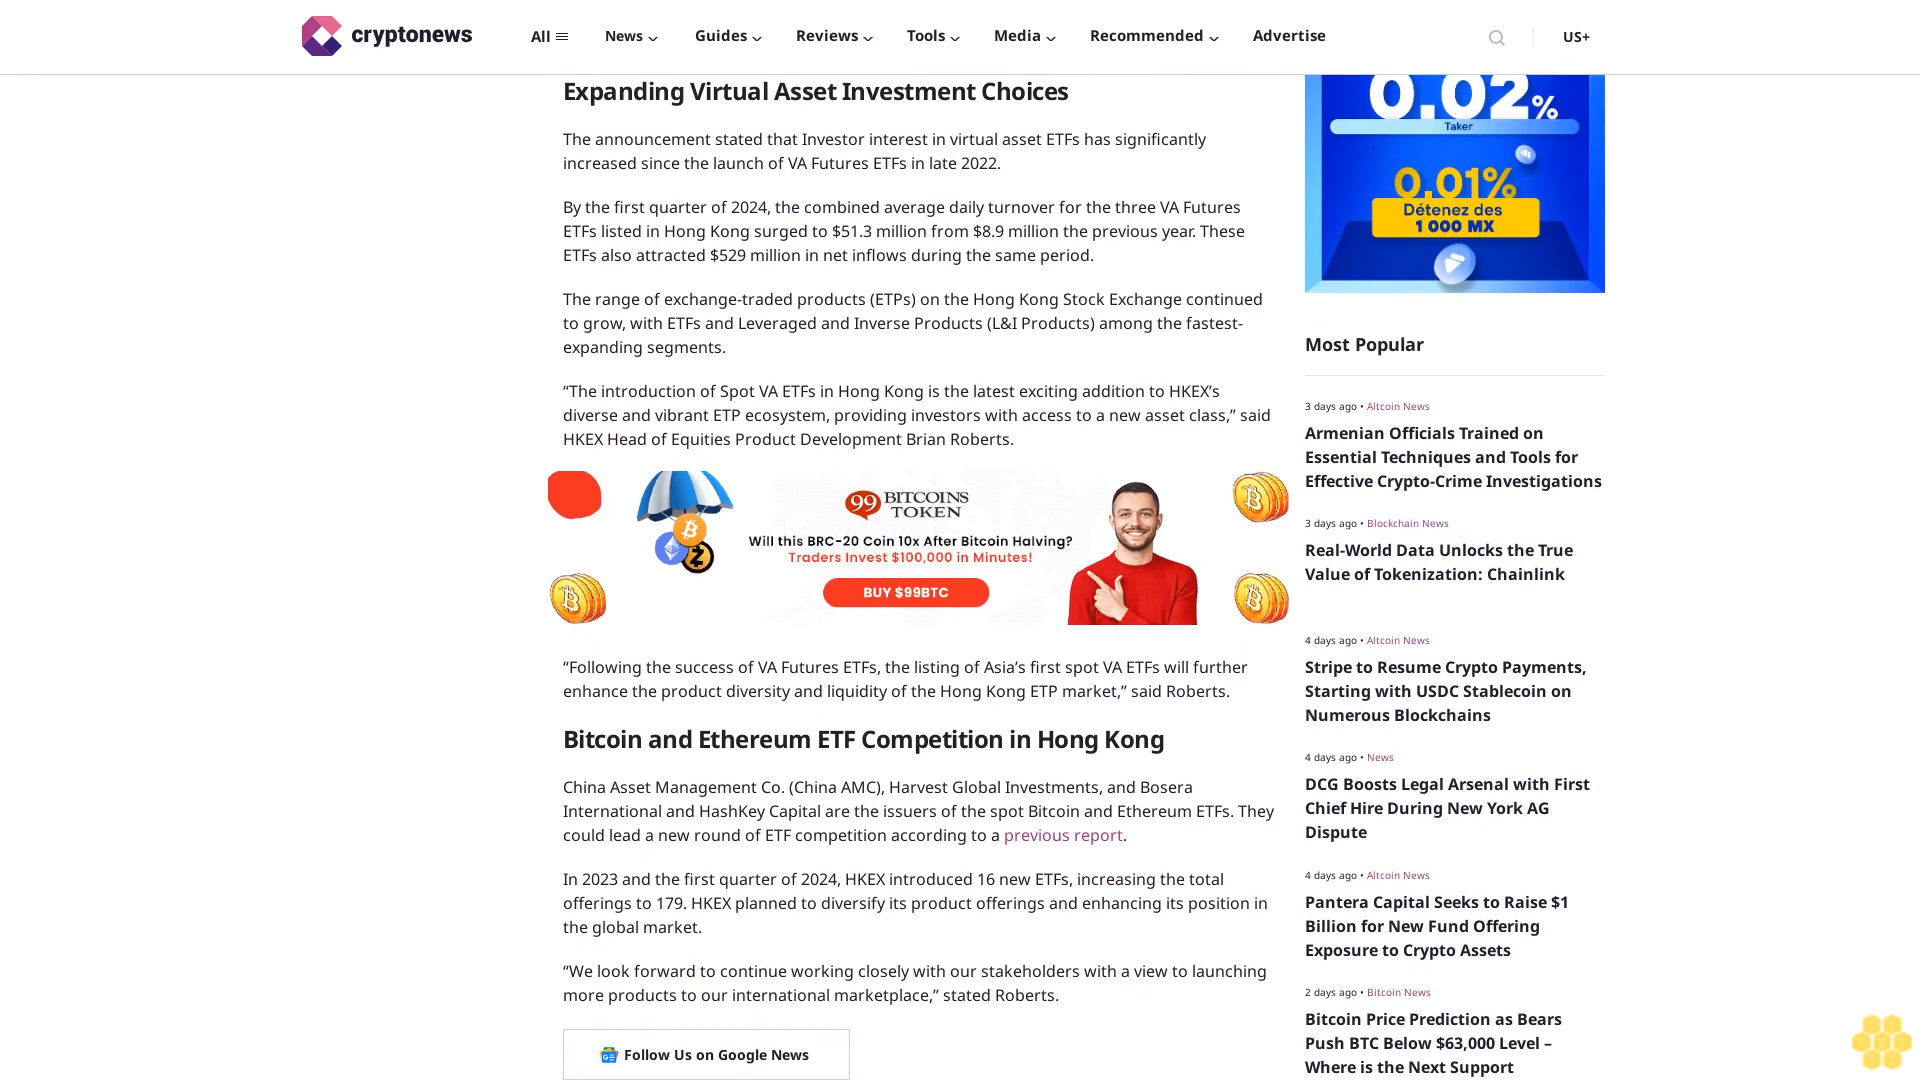 cryptonews
All
News
Guides
Reviews
Tools
Media
Recommended
Advertise
US+
Expanding Virtual Asset Investment Choices
The announcement stated that Investor interest in virtual asset ETFs has significantly
increased since the launch of VA Futures ETFs in late 2022.
By the first quarter of 2024, the combined average daily turnover for the three VA Futures
ETFs listed in Hong Kong surged to $51.3 million from $8.9 million the previous year. These
ETFs also attracted $529 million in net inflows during the same period.
The range of exchange-traded products (ETPs) on the Hong Kong Stock Exchange continued
to grow, with ETFs and Leveraged and Inverse Products (L&I Products) among the fastest-
expanding segments.
“The introduction of Spot VA ETFs in Hong Kong is the latest exciting addition to HKEX’s
diverse and vibrant ETP ecosystem, providing investors with access to a new asset class,” said
HKEX Head of Equities Product Development Brian Roberts.
99 BITCOINS
TOKEN
Will this BRC-20 Coin 10x After Bitcoin Halving?
Traders Invest $100,000 in Minutes!
BUY $99BTC
“Following the success of VA Futures ETFs, the listing of Asia’s first spot VA ETFs will further
enhance the product diversity and liquidity of the Hong Kong ETP market,” said Roberts.
Bitcoin and Ethereum ETF Competition in Hong Kong
China Asset Management Co. (China AMC), Harvest Global Investments, and Bosera
International and HashKey Capital are the issuers of the spot Bitcoin and Ethereum ETFs. They
could lead a new round of ETF competition according to a previous report.
In 2023 and the first quarter of 2024, HKEX introduced 16 new ETFs, increasing the total
offerings to 179. HKEX planned to diversify its product offerings and enhancing its position in
the global market.
“We look forward to continue working closely with our stakeholders with a view to launching
more products to our international marketplace,” stated Roberts.
Follow Us on Google News
0.02%
Taker
0.01%
Détenez des
1 000 MX
Most Popular
3 days ago • Altcoin News
Armenian Officials Trained on
Essential Techniques and Tools for
Effective Crypto-Crime Investigations
3 days ago • Blockchain News
Real-World Data Unlocks the True
Value of Tokenization: Chainlink
4 days ago • Altcoin News
Stripe to Resume Crypto Payments,
Starting with USDC Stablecoin on
Numerous Blockchains
4 days ago • News
DCG Boosts Legal Arsenal with First
Chief Hire During New York AG
Dispute
4 days ago • Altcoin News
Pantera Capital Seeks to Raise $1
Billion for New Fund Offering
Exposure to Crypto Assets
2 days ago • Bitcoin News
Bitcoin Price Prediction as Bears
Push BTC Below $63,000 Level –
Where is the Next Support